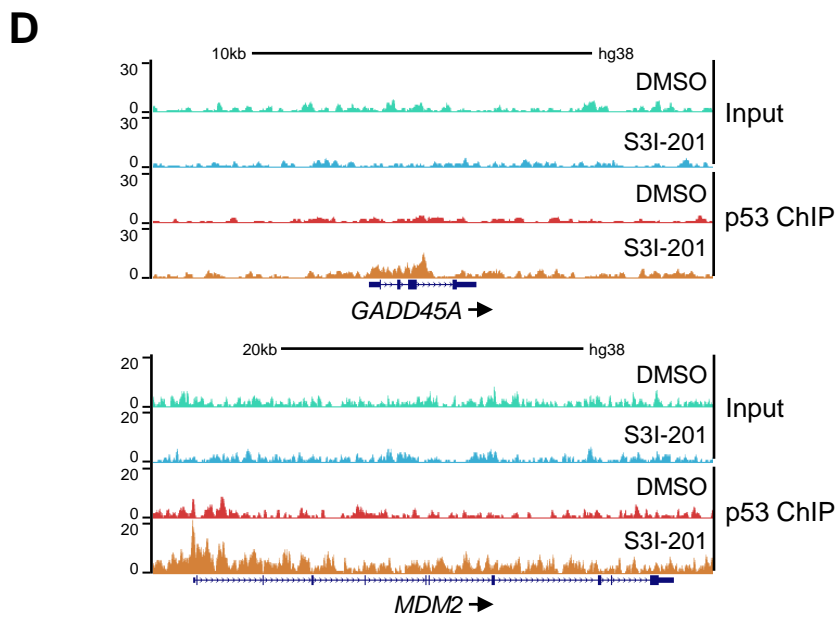 D
10kb hg38
30
DMSO
0
Input
30
S3I-201
0
30
DMSO
0
p53 ChIP
30
S3I-201
0
GADD45A
20kb hg38
20
DMSO
0
Input
20
S3I-201
0
20
DMSO
0
p53 ChIP
20
S3I-201
0
MDM2